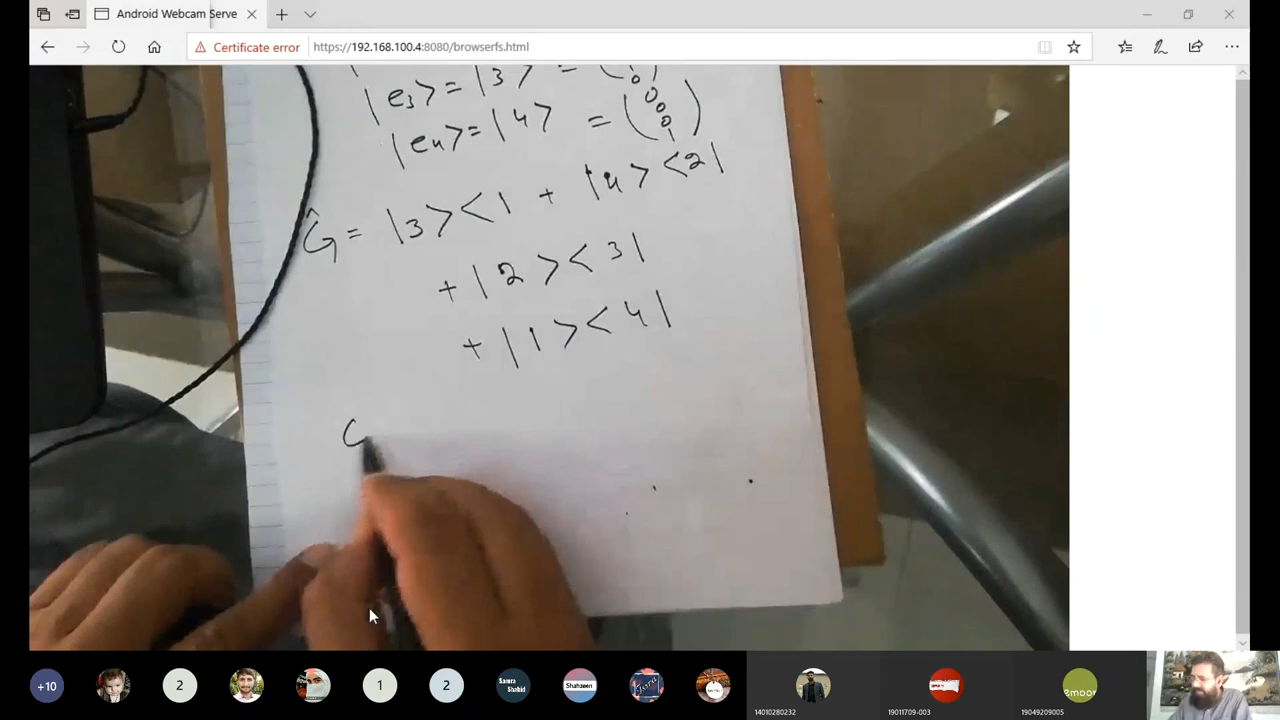 Android Webcam Serve
Certificate error
https://192.168.100.4:8080/browserfs.html
|e3> = |3> =
|e4> = |4> = (0 0 0 1)
Ĝ = |3><1 + |4><2|
+ |2><3|
+ |1><4|
G
+10
2
1
2
Samra Shahid
Shahzeen
14010280232
19011709-003
19049209005